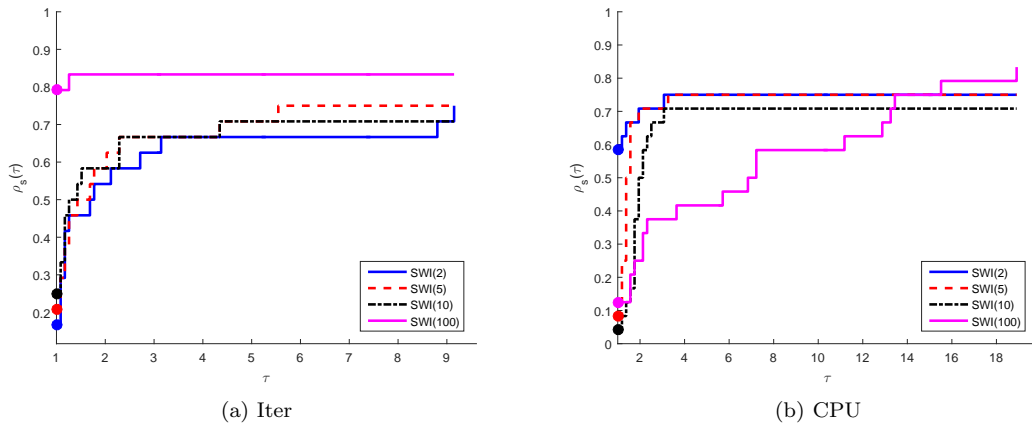 1
0.9
0.8
0.7
0.6
0.5
0.4
0.3
0.2
ρs(τ)
1 2 3 4 5 6 7 8 9
τ
SWI(2)
SWI(5)
SWI(10)
SWI(100)
(a) Iter
1
0.9
0.8
0.7
0.6
0.5
0.4
0.3
0.2
0.1
0
ρs(τ)
2 4 6 8 10 12 14 16 18
τ
SWI(2)
SWI(5)
SWI(10)
SWI(100)
(b) CPU